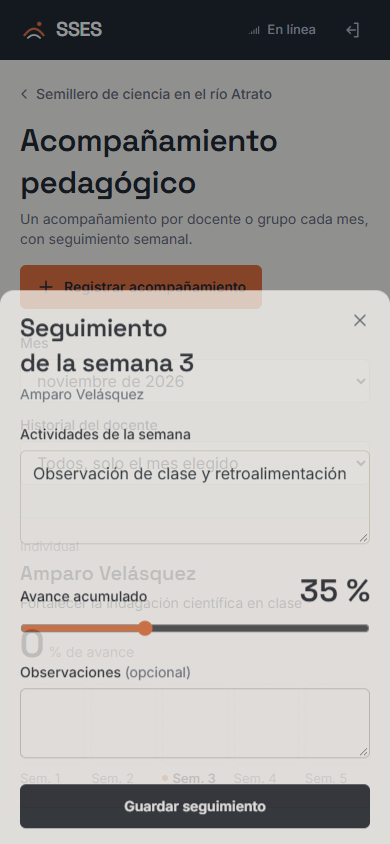 SSES
En línea
Semillero de ciencia en el río Atrato
Acompañamiento
pedagógico
Un acompañamiento por docente o grupo cada mes,
con seguimiento semanal.
Registrar acompañamiento
Seguimiento
Mes
de la semana 3
noviembre de 2026
Amparo Velásquez
Historial del docente
Actividades de la semana
Todos, solo el mes elegido
Observación de clase y retroalimentación
Individual
Amparo Velásquez
Avance acumulado
35 %
Fortalecer la indagación científica en clase
0 % de avance
Observaciones (opcional)
Sem. 1 Sem. 2 Sem. 3 Sem. 4 Sem. 5
Guardar seguimiento